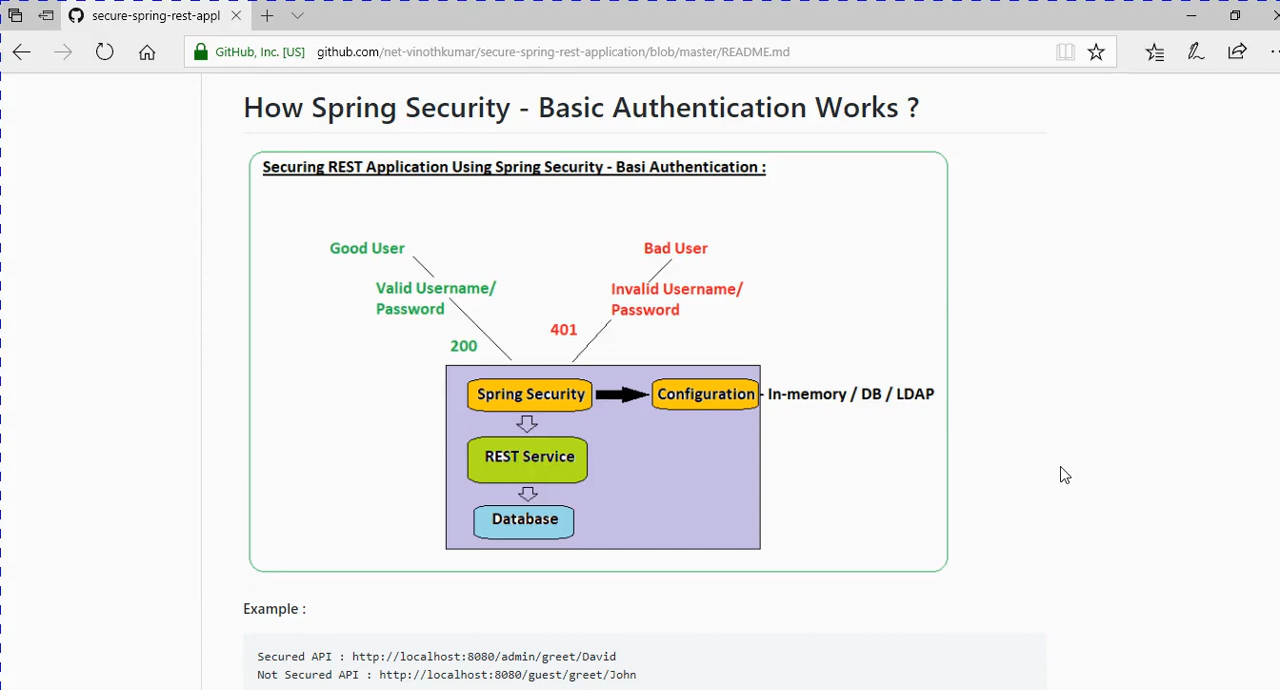 secure-spring-rest-appl
GitHub, Inc. [US] github.com/net-vinothkumar/secure-spring-rest-application/blob/master/README.md
How Spring Security - Basic Authentication Works ?
Securing REST Application Using Spring Security - Basi Authentication :
Good User
Bad User
Valid Username/
Password
Invalid Username/
Password
401
200
Spring Security
Configuration
- In-memory / DB / LDAP
REST Service
Database
Example :
Secured API : http://localhost:8080/admin/greet/David
Not Secured API : http://localhost:8080/guest/greet/John